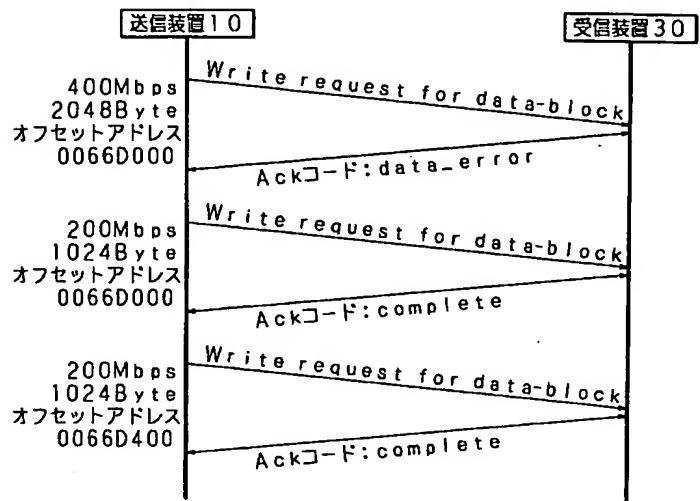 送信装置10
受信装置30
400Mbps
2048Byte
オフセットアドレス
0066D000
Write request for data-block
Ackコード:data_error
200Mbps
1024Byte
オフセットアドレス
0066D000
Write request for data-block
Ackコード:complete
200Mbps
1024Byte
オフセットアドレス
0066D400
Write request for data-block
Ackコード:complete